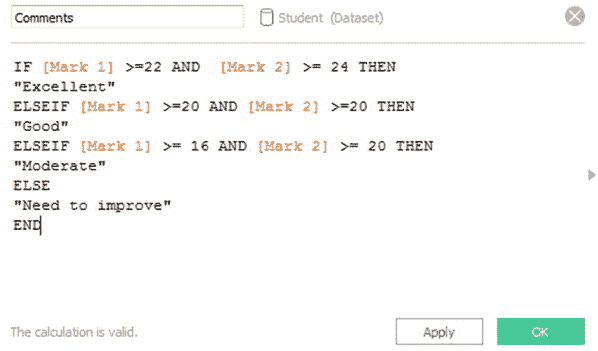 Comments Student (Dataset)
IF [Mark 1] >=22 AND  [Mark 2] >= 24 THEN
"Excellent"
ELSEIF [Mark 1] >=20 AND [Mark 2] >=20 THEN
"Good"
ELSEIF [Mark 1] >= 16 AND [Mark 2] >= 20 THEN
"Moderate"
ELSE
"Need to improve"
END
The calculation is valid. Apply OK